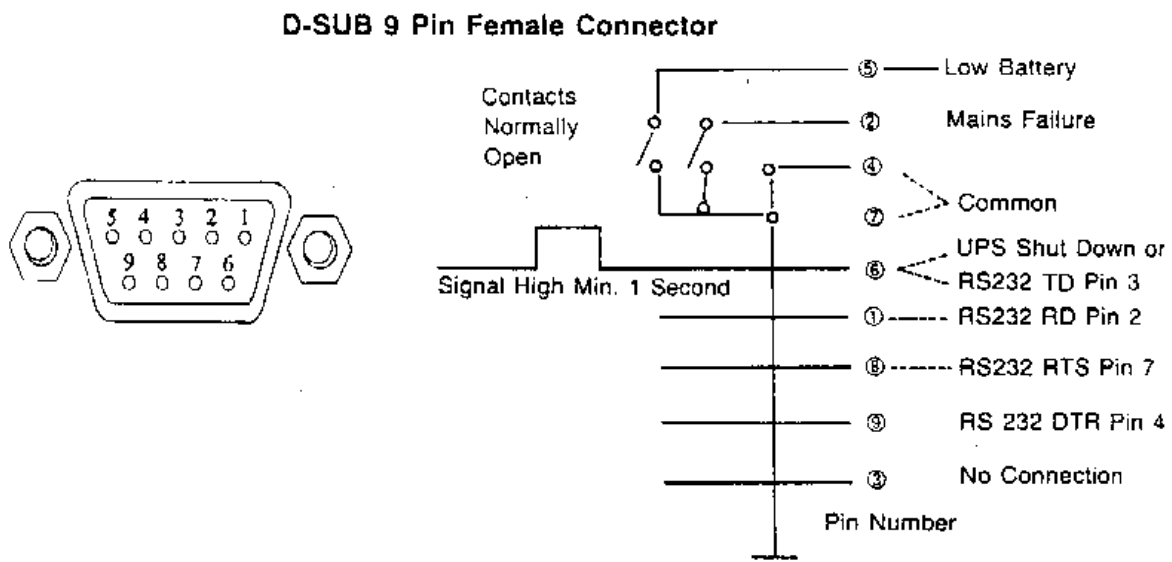 D-SUB 9 Pin Female Connector
Contacts
Normally
Open
⑤ Low Battery
② Mains Failure
④
⑦
Common
5 4 3 2 1
9 8 7 6
Signal High Min. 1 Second
⑥
UPS Shut Down or
RS232 TD Pin 3
① RS232 RD Pin 2
⑧ RS232 RTS Pin 7
⑨ RS 232 DTR Pin 4
③ No Connection
Pin Number